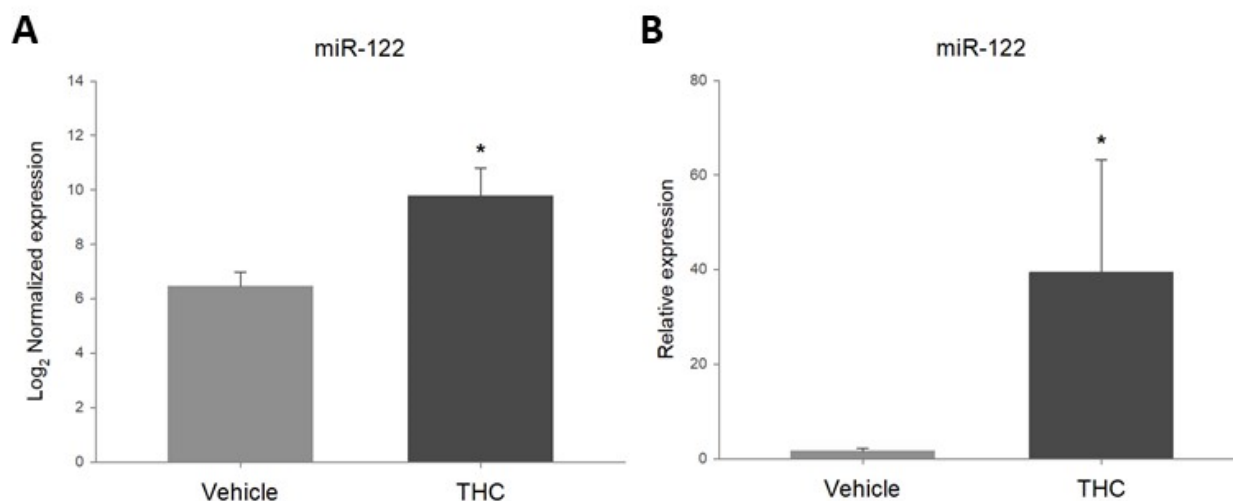 A
miR-122
Log₂ Normalized expression
14
12
10
8
6
4
2
0
*
Vehicle
THC
B
miR-122
Relative expression
80
60
40
20
0
*
Vehicle
THC